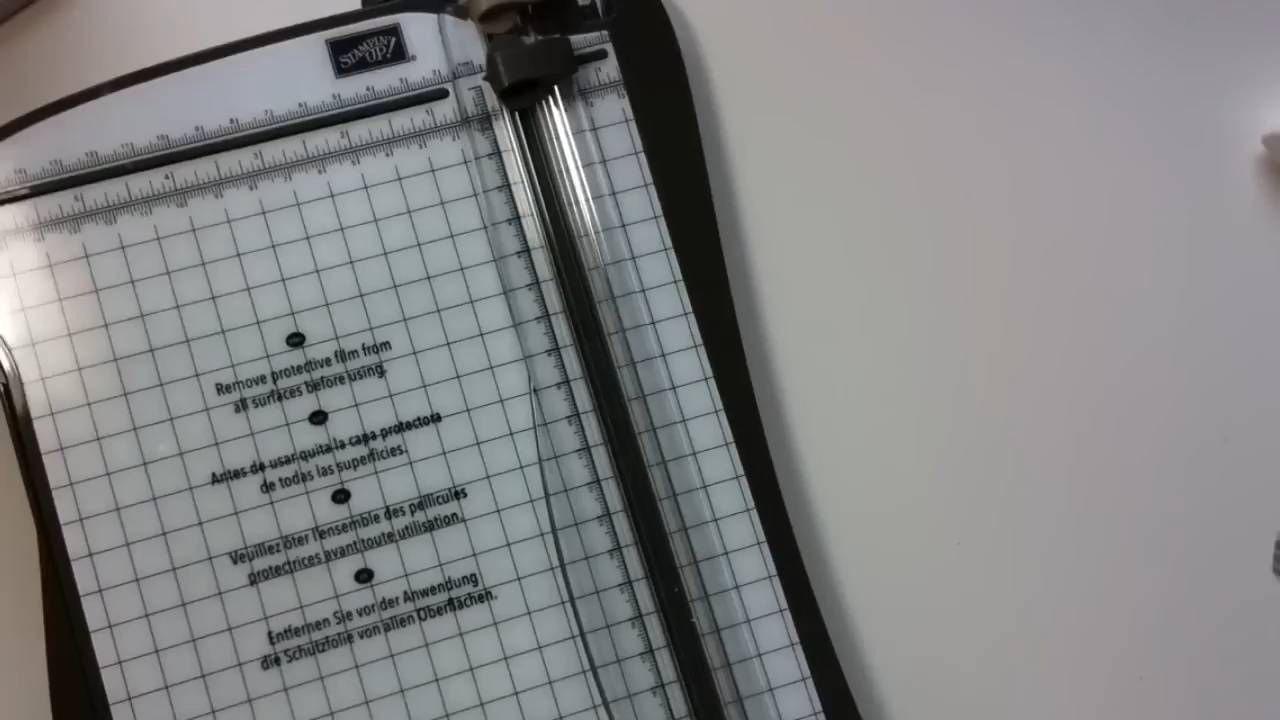 STAMPIN' UP!
Remove protective film from
all surfaces before using.
Antes de usar quita la capa protectora
de todas las superficies.
Veuillez ôter l'ensemble des pellicules
protectrices avant toute utilisation.
Entfernen Sie vor der Anwendung
die Schutzfolie von allen Oberflächen.